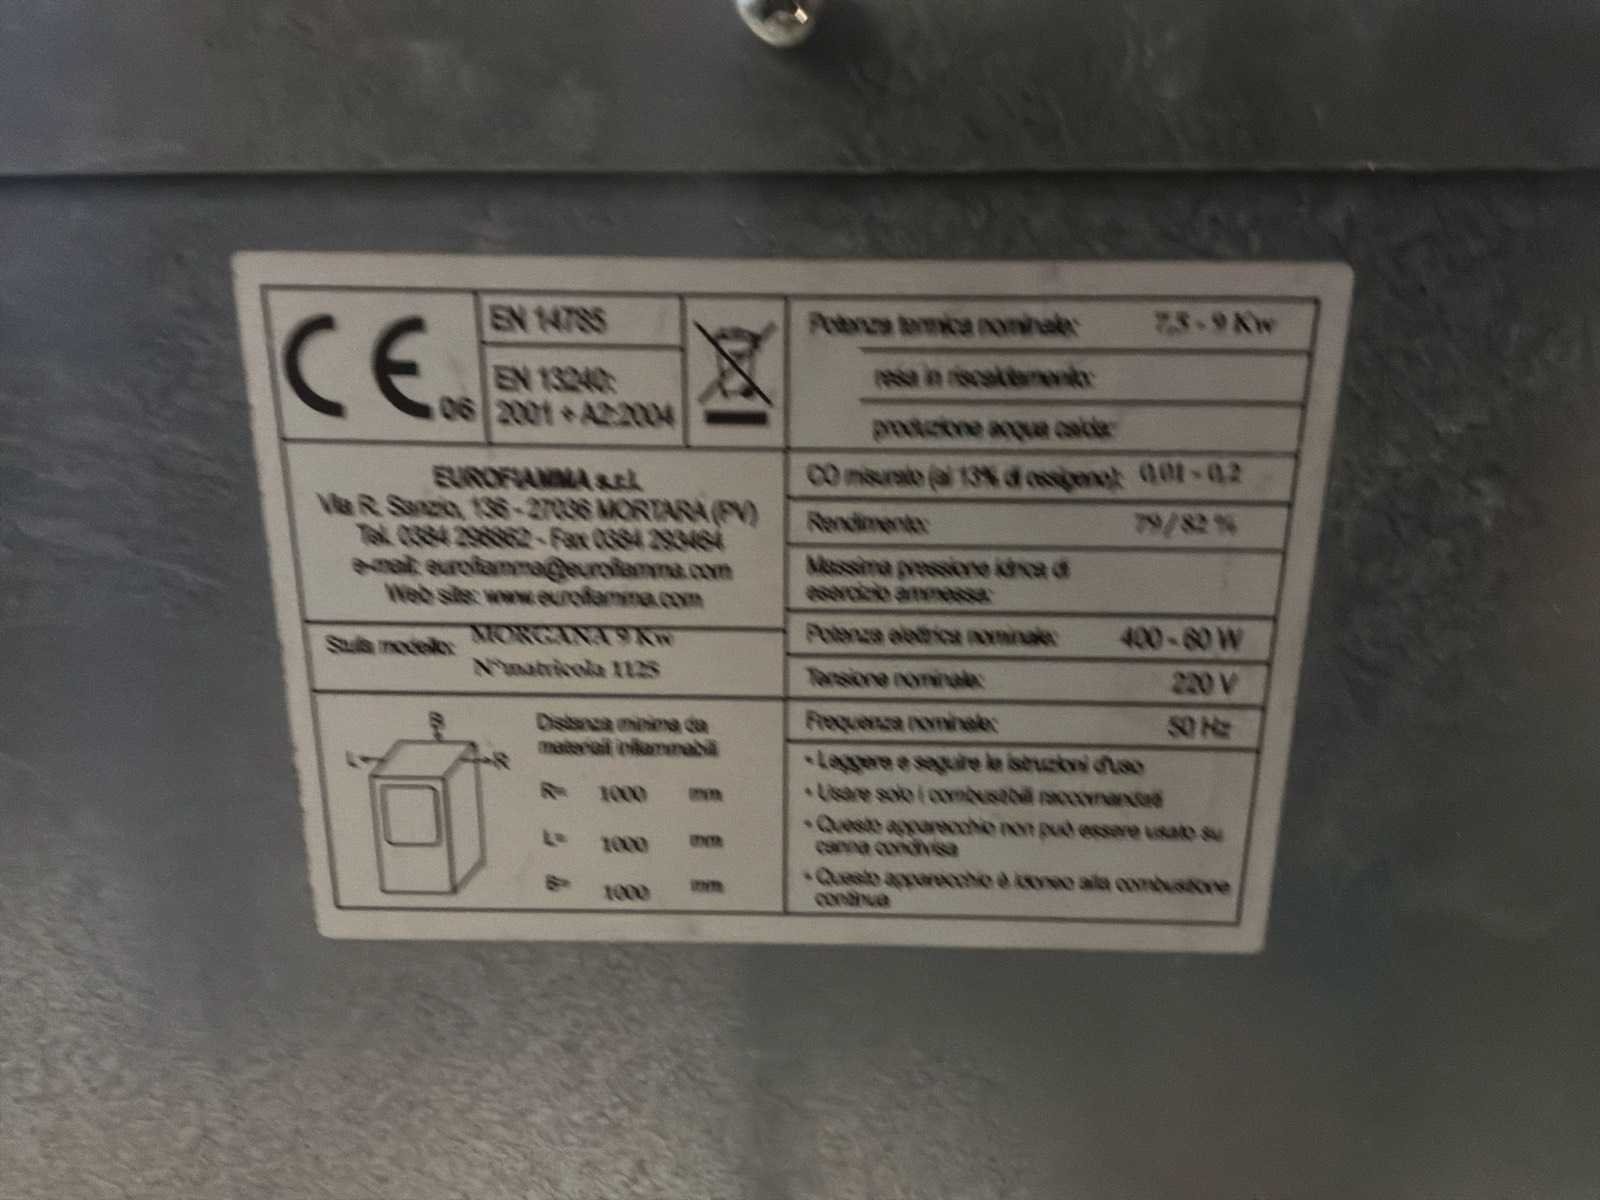 CE 06
EN 14785
EN 13240:
2001 + A2:2004
EUROFIAMMA s.r.l.
Via R. Sanzio, 136 - 27036 MORTARA (PV)
Tel. 0384 298862 - Fax 0384 293464
e-mail: eurofiamma@eurofiamma.com
Web site: www.eurofiamma.com
Stufa modello: MORGANA 9 Kw
N°matricola 1125
B
L
R
Distanza minima da
materiali infiammabili
R= 1000 mm
L= 1000 mm
B= 1000 mm
Potenza termica nominale: 7,5 - 9 Kw
resa in riscaldamento:
produzione acqua calda:
CO misurato (al 13% di ossigeno): 0,01 - 0,2
Rendimento: 79 / 82 %
Massima pressione idrica di
esercizio ammessa:
Potenza elettrica nominale: 400 - 80 W
Tensione nominale: 220 V
Frequenza nominale: 50 Hz
• Leggere e seguire le istruzioni d'uso
• Usare solo i combustibili raccomandati
• Questo apparecchio non può essere usato su
canna condivisa
• Questo apparecchio è idoneo alla combustione
continua